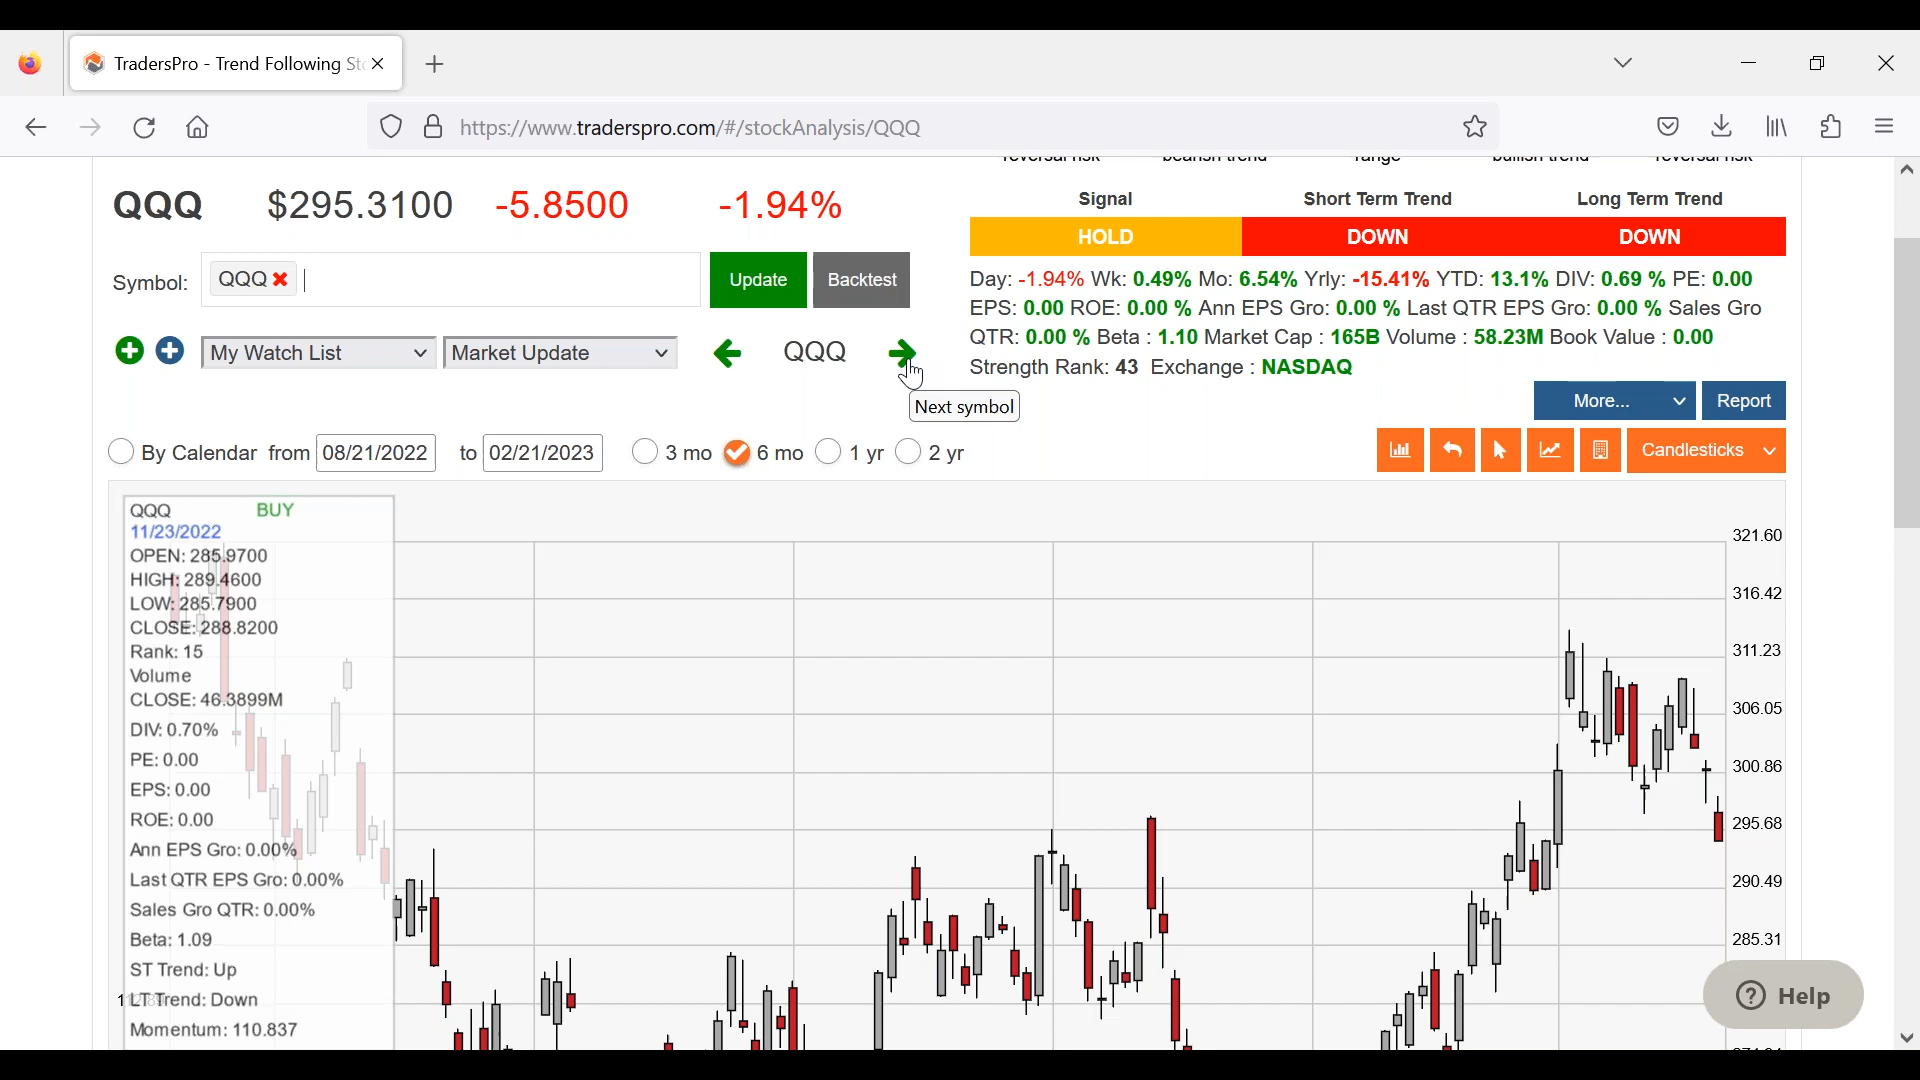 TradersPro - Trend Following Sto
https://www.traderspro.com/#/stockAnalysis/QQQ
reversal risk bearish trend range bullish trend reversal risk
QQQ $295.3100 -5.8500 -1.94%
Signal Short Term Trend Long Term Trend
HOLD DOWN DOWN
Symbol: QQQ Update Backtest
Day: -1.94% Wk: 0.49% Mo: 6.54% Yrly: -15.41% YTD: 13.1% DIV: 0.69 % PE: 0.00
EPS: 0.00 ROE: 0.00 % Ann EPS Gro: 0.00 % Last QTR EPS Gro: 0.00 % Sales Gro
QTR: 0.00 % Beta : 1.10 Market Cap : 165B Volume : 58.23M Book Value : 0.00
Strength Rank: 43 Exchange : NASDAQ
My Watch List Market Update QQQ
Next symbol
More... Report
By Calendar from 08/21/2022 to 02/21/2023 3 mo 6 mo 1 yr 2 yr
Candlesticks
QQQ BUY
11/23/2022
OPEN: 285.9700
HIGH: 289.4600
LOW: 285.7900
CLOSE: 288.8200
Rank: 15
Volume
CLOSE: 46.3899M
DIV: 0.70%
PE: 0.00
EPS: 0.00
ROE: 0.00
Ann EPS Gro: 0.00%
Last QTR EPS Gro: 0.00%
Sales Gro QTR: 0.00%
Beta: 1.09
ST Trend: Up
LT Trend: Down
Momentum: 110.837
321.60
316.42
311.23
306.05
300.86
295.68
290.49
285.31
Help